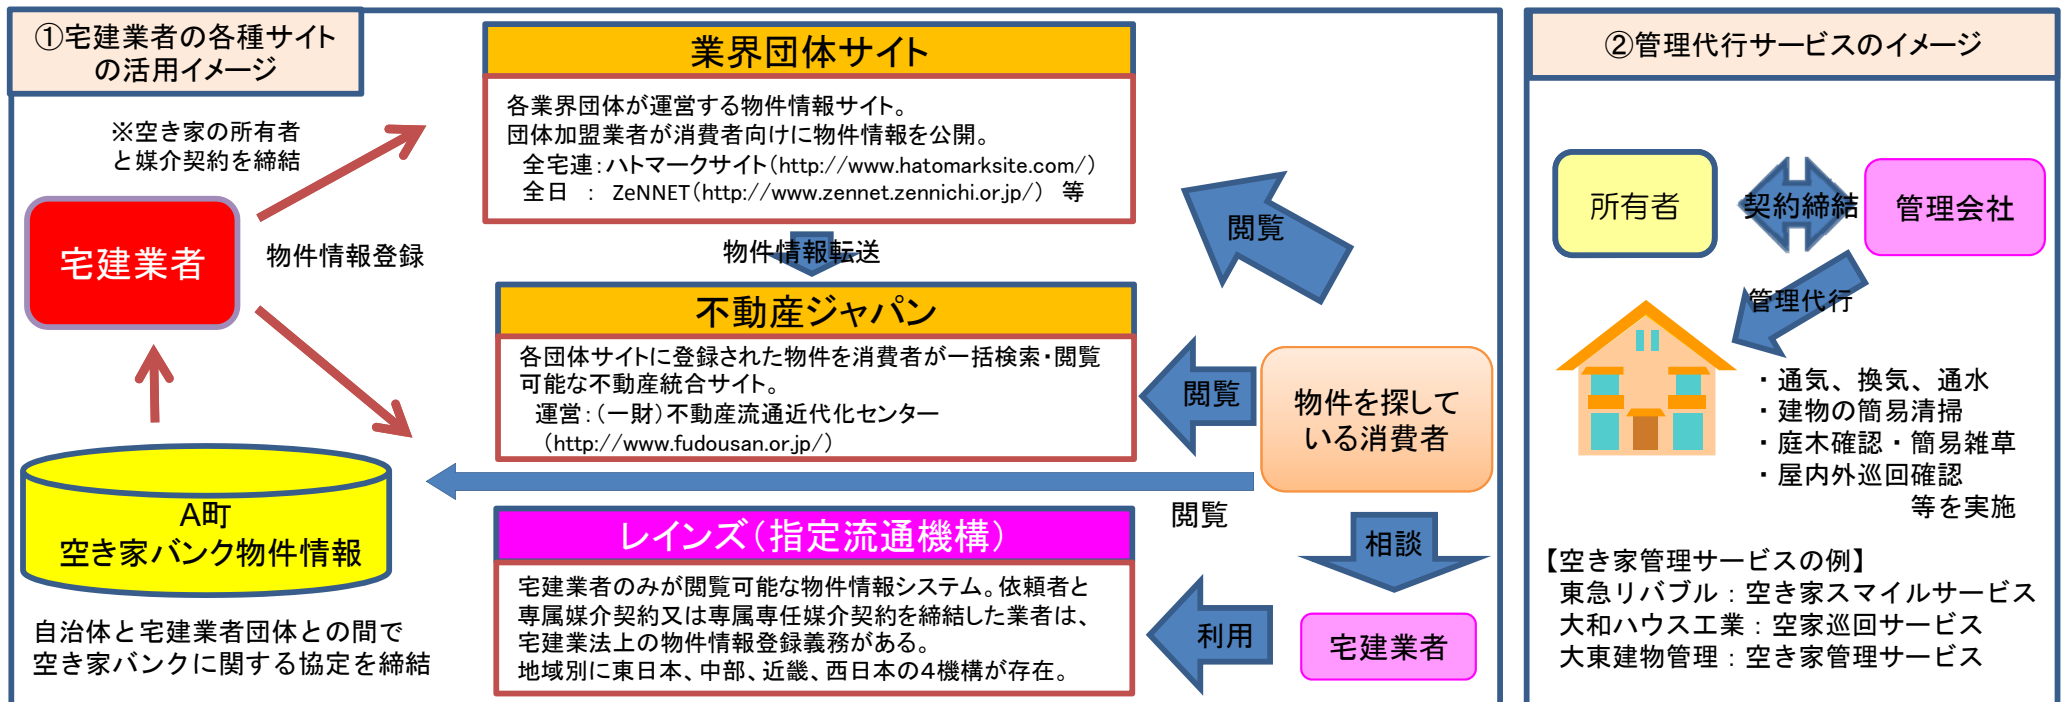 ①宅建業者の各種サイト
の活用イメージ
※空き家の所有者
と媒介契約を締結
宅建業者
物件情報登録
A町
空き家バンク物件情報
自治体と宅建業者団体との間で
空き家バンクに関する協定を締結
業界団体サイト
各業界団体が運営する物件情報サイト。
団体加盟業者が消費者向けに物件情報を公開。
全宅連：ハトマークサイト（http://www.hatomarksite.com/）
全日　：　ZeNNET（http://www.zennet.zennichi.or.jp/）　等
物件情報転送
不動産ジャパン
各団体サイトに登録された物件を消費者が一括検索・閲覧
可能な不動産統合サイト。
運営：（一財）不動産流通近代化センター
（http://www.fudousan.or.jp/）
レインズ（指定流通機構）
宅建業者のみが閲覧可能な物件情報システム。依頼者と
専属媒介契約又は専属専任媒介契約を締結した業者は、
宅建業法上の物件情報登録義務がある。
地域別に東日本、中部、近畿、西日本の4機構が存在。
閲覧
閲覧
閲覧
物件を探して
いる消費者
相談
利用
宅建業者
②管理代行サービスのイメージ
所有者
契約締結
管理会社
管理代行
・通気、換気、通水
・建物の簡易清掃
・庭木確認・簡易雑草
・屋内外巡回確認
等を実施
【空き家管理サービスの例】
東急リバブル：空き家スマイルサービス
大和ハウス工業：空家巡回サービス
大東建物管理：空き家管理サービス